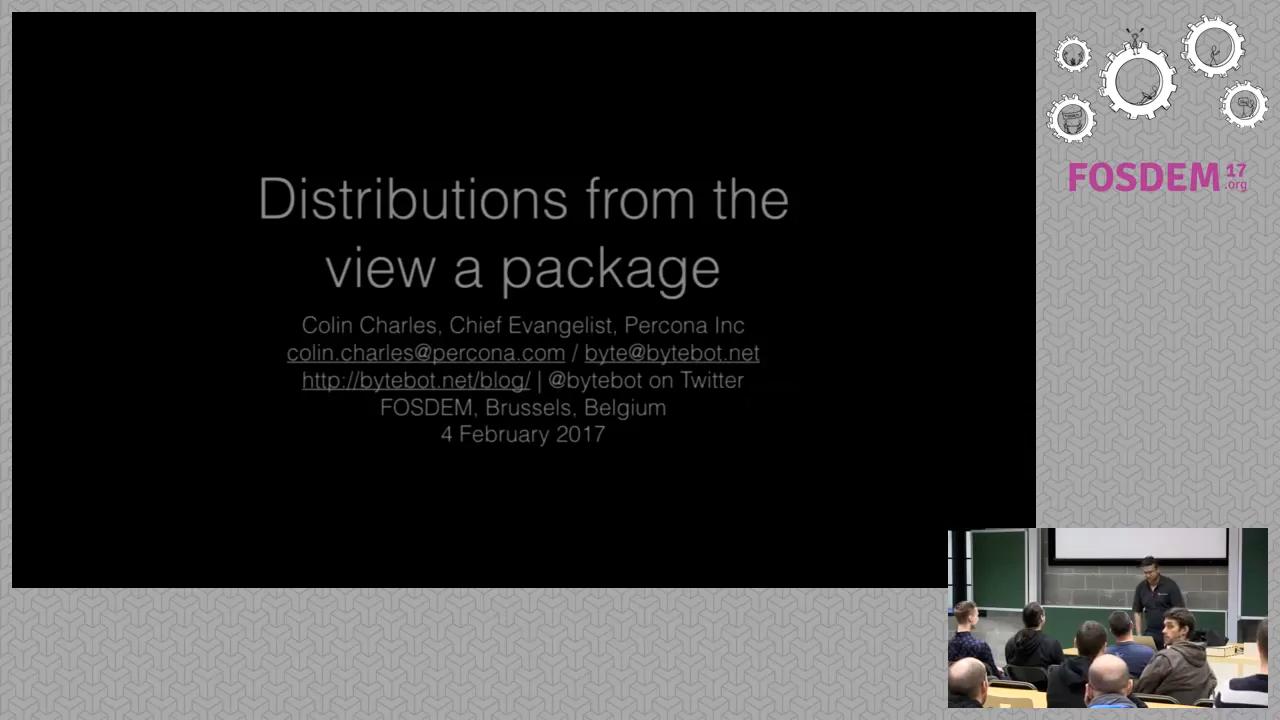 Distributions from the
view a package
Colin Charles, Chief Evangelist, Percona Inc
colin.charles@percona.com / byte@bytebot.net
http://bytebot.net/blog/ | @bytebot on Twitter
FOSDEM, Brussels, Belgium
4 February 2017
FOSDEM 17
.org